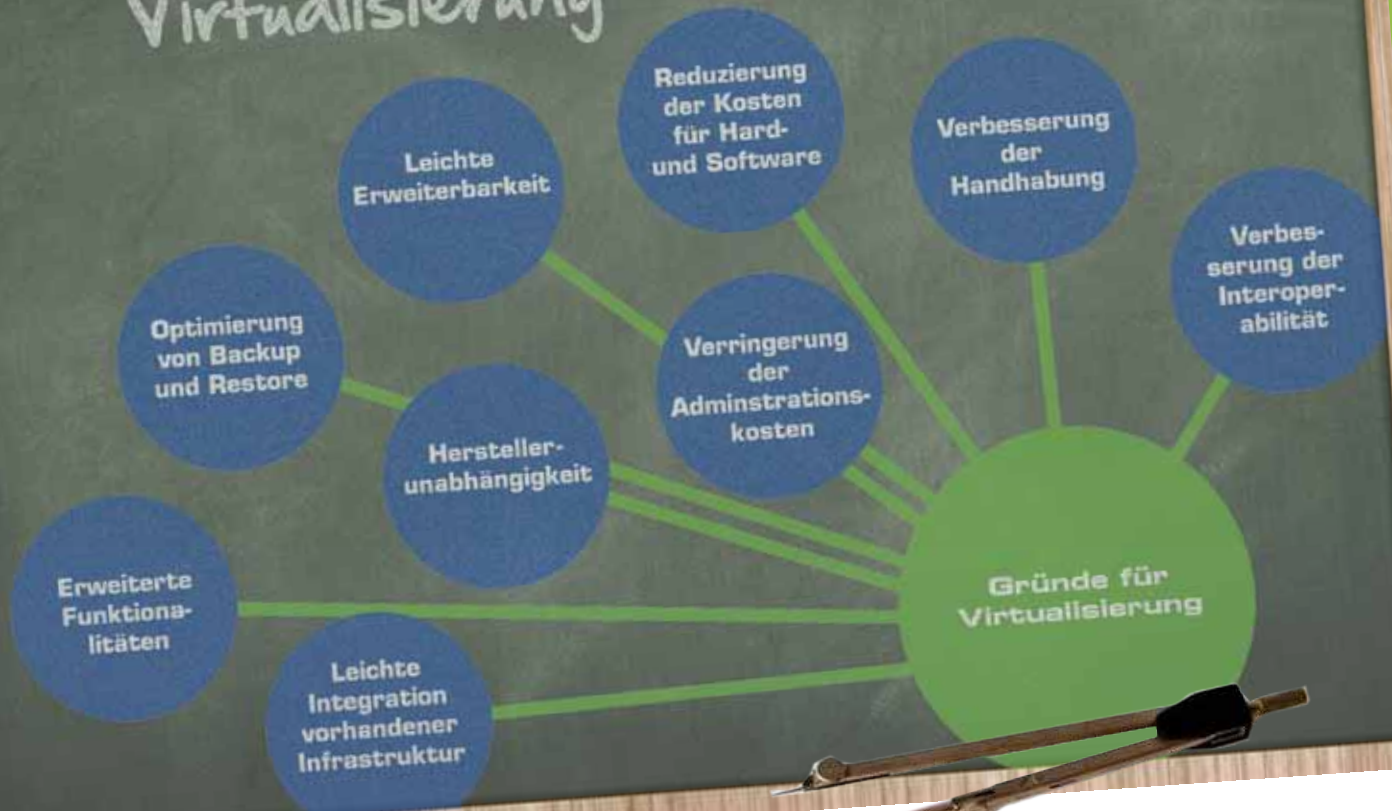 Virtualisierung
Reduzierung
der Kosten
für Hard-
und Software
Verbesserung
der
Handhabung
Leichte
Erweiterbarkeit
Verbes-
serung der
Interoper-
abilität
Optimierung
von Backup
und Restore
Verringerung
der
Adminstrations-
kosten
Hersteller-
unabhängigkeit
Erweiterte
Funktiona-
litäten
Gründe für
Virtualisierung
Leichte
Integration
vorhandener
Infrastruktur